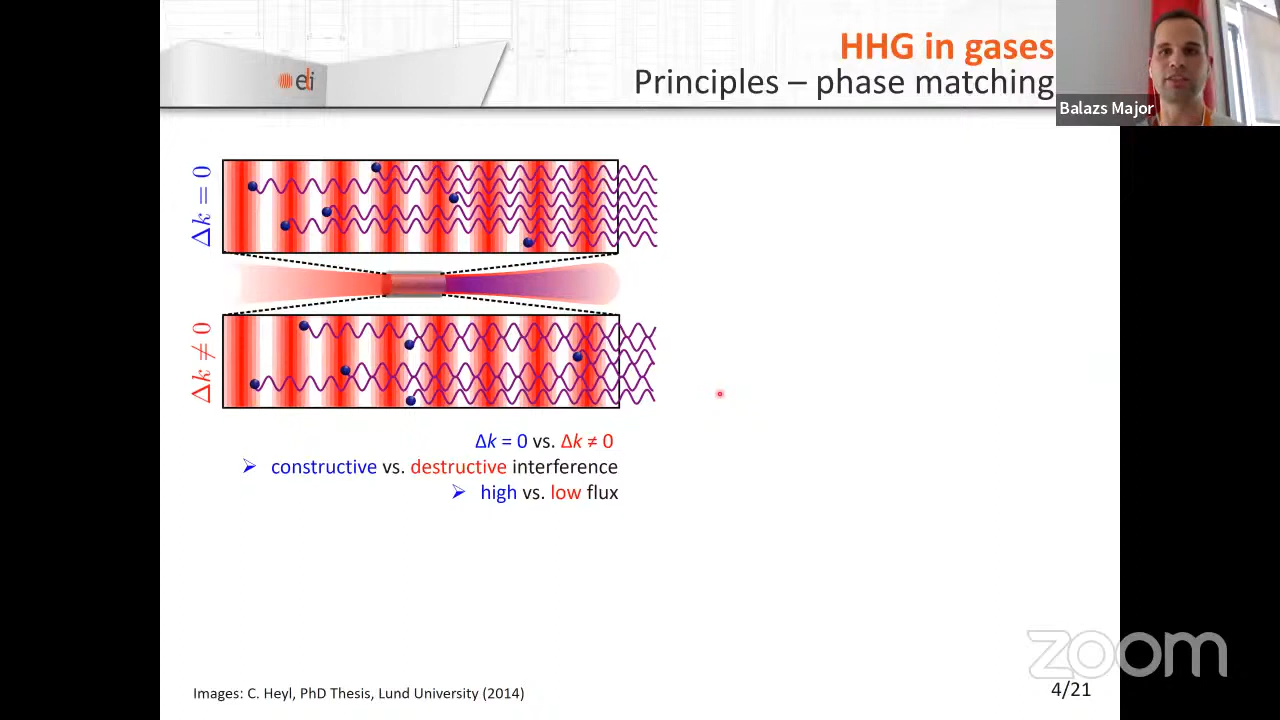 HHG in gases
Principles – phase matching
eli
Balazs Major
Δk = 0
Δk ≠ 0
Δk = 0 vs. Δk ≠ 0
➢ constructive vs. destructive interference
➢ high vs. low flux
zoom
Images: C. Heyl, PhD Thesis, Lund University (2014)
4/21